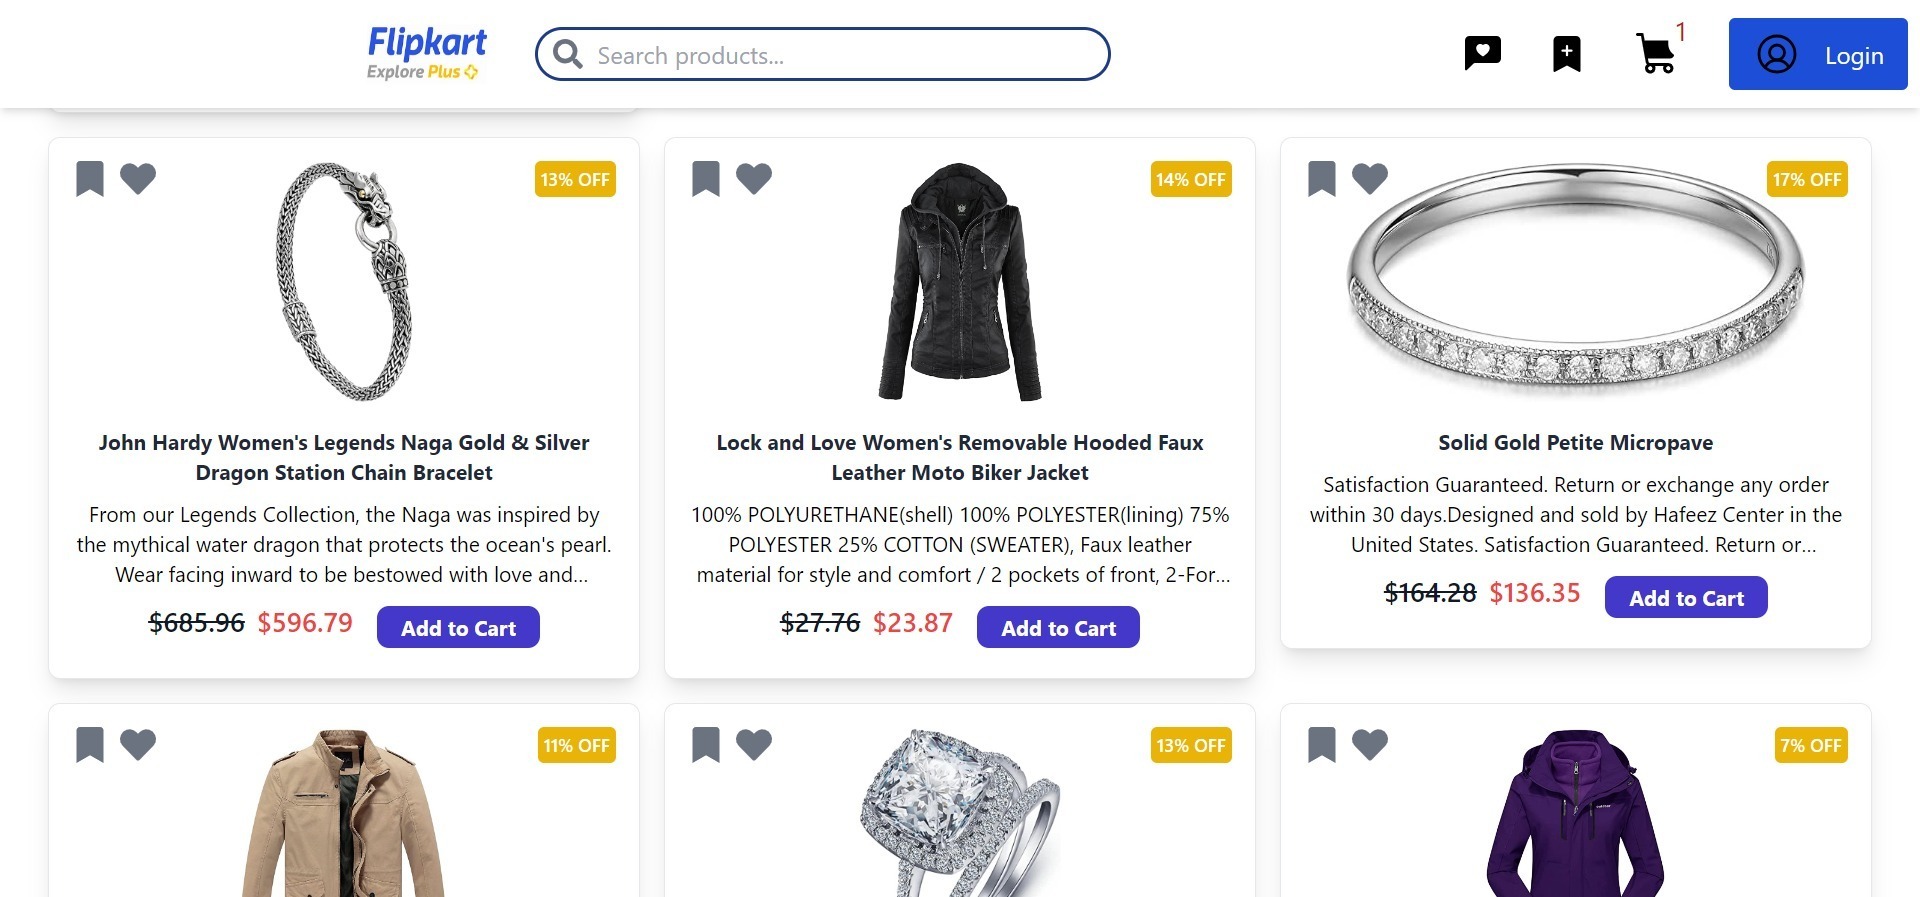 Flipkart
Explore Plus
Search products...
1
Login
13% OFF
14% OFF
17% OFF
John Hardy Women's Legends Naga Gold & Silver
Dragon Station Chain Bracelet
From our Legends Collection, the Naga was inspired by
the mythical water dragon that protects the ocean's pearl.
Wear facing inward to be bestowed with love and...
$685.96 $596.79 Add to Cart
Lock and Love Women's Removable Hooded Faux
Leather Moto Biker Jacket
100% POLYURETHANE(shell) 100% POLYESTER(lining) 75%
POLYESTER 25% COTTON (SWEATER), Faux leather
material for style and comfort / 2 pockets of front, 2-For...
$27.76 $23.87 Add to Cart
Solid Gold Petite Micropave
Satisfaction Guaranteed. Return or exchange any order
within 30 days.Designed and sold by Hafeez Center in the
United States. Satisfaction Guaranteed. Return or...
$164.28 $136.35 Add to Cart
11% OFF
13% OFF
7% OFF